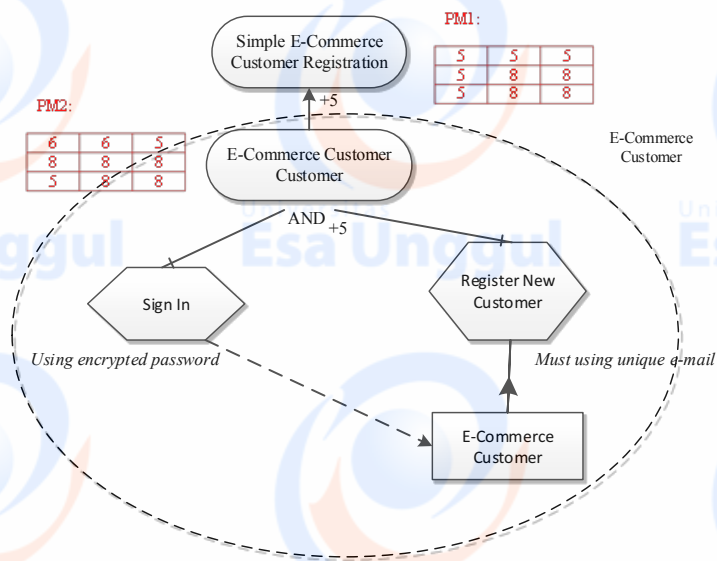 PM1:
Simple E-Commerce
Customer Registration
5 5 5
5 8 8
5 8 8
+5
PM2:
6 6 5
8 8 8
5 8 8
E-Commerce
Customer
E-Commerce Customer
Customer
AND
+5
Esa Unggul
Sign In
Register New
Customer
Using encrypted password
Must using unique e-mail
E-Commerce
Customer